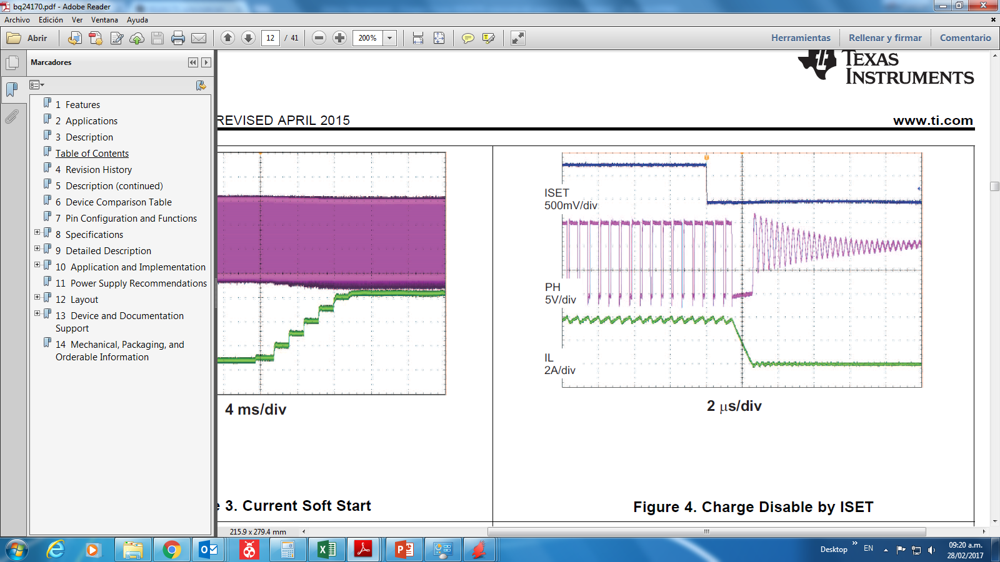 bq24170.pdf - Adobe Reader
Archivo Edición Ver Ventana Ayuda
Abrir 12 / 41 200% Herramientas Rellenar y firmar Comentario
Marcadores
1 Features
2 Applications
3 Description
Table of Contents
4 Revision History
5 Description (continued)
6 Device Comparison Table
7 Pin Configuration and Functions
8 Specifications
9 Detailed Description
10 Application and Implementation
11 Power Supply Recommendations
12 Layout
13 Device and Documentation
Support
14 Mechanical, Packaging, and
Orderable Information
TEXAS
INSTRUMENTS
REVISED APRIL 2015
www.ti.com
4 ms/div
e 3. Current Soft Start
ISET
500mV/div
PH
5V/div
IL
2A/div
2 μs/div
Figure 4. Charge Disable by ISET
215.9 x 279.4 mm
Desktop » EN
09:20 a.m.
28/02/2017